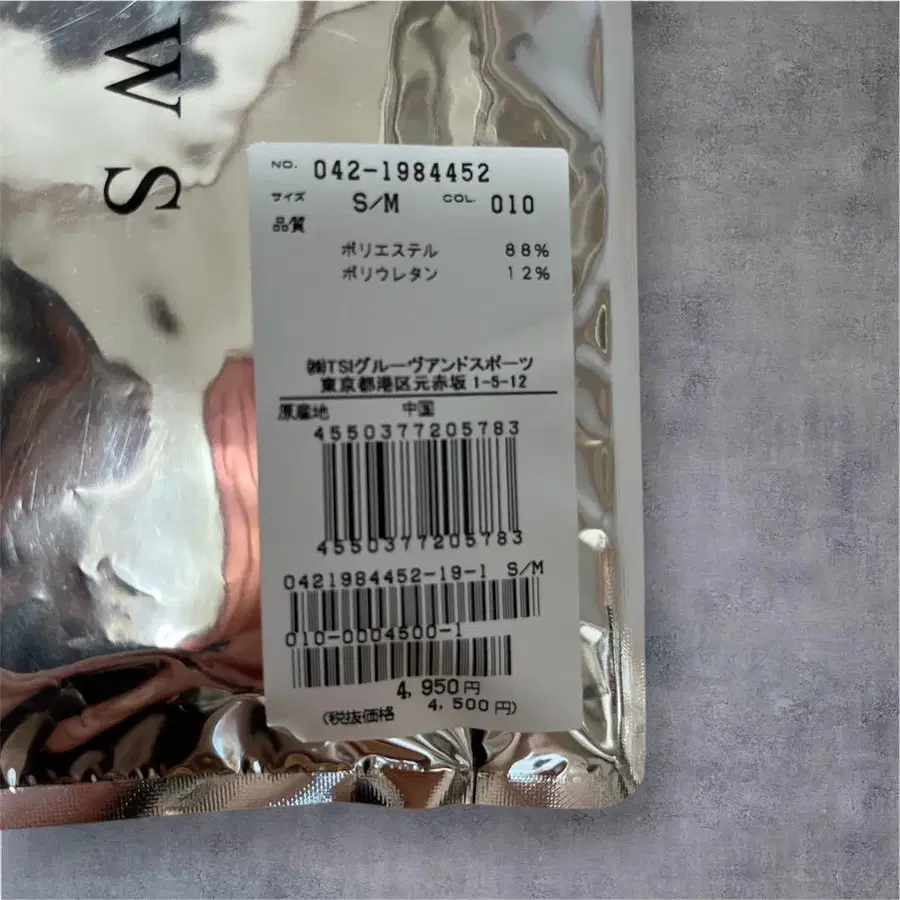 S W
NO. 042-1984452
サイズ S/M COL. 010
品質
ポリエステル 88%
ポリウレタン 12%
㈱TSIグルーヴアンドスポーツ
東京都港区元赤坂 1-5-12
原産地 中国
4550377205783
4550377205783
0421984452-19-1 S/M
010-0004500-1
4,950円
(税抜価格 4,500円)